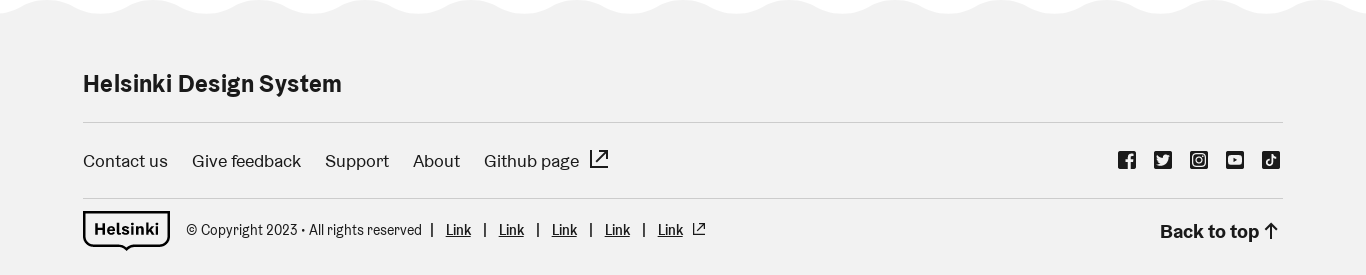 Helsinki Design System
Contact us Give feedback Support About Github page
Helsinki © Copyright 2023 • All rights reserved | Link | Link | Link | Link | Link Back to top ↑